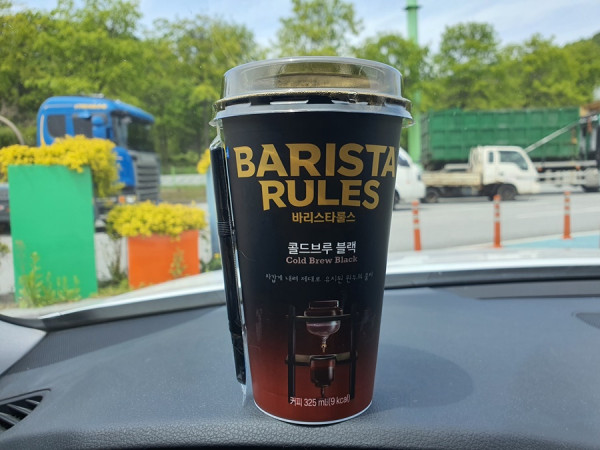 BARISTA
RULES
바리스타룰스
콜드브루 블랙
Cold Brew Black
커피 325 ml(9 kcal)